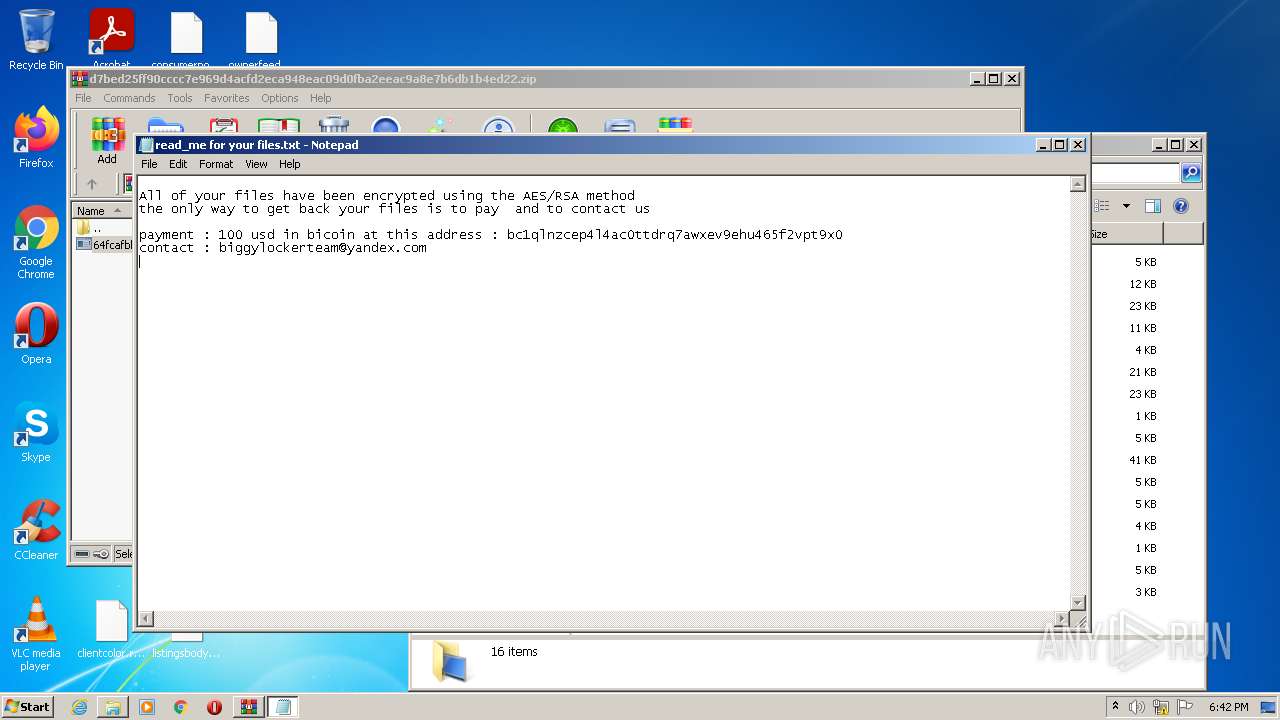 Recycle Bin
Acrobat
d7bed25ff90cccc7e969d4acfd2eca948eac09d0fba2eeac9a8e7b6db1b4ed22.zip
File Commands Tools Favorites Options Help
Firefox
Add
read_me for your files.txt - Notepad
File Edit Format View Help
All of your files have been encrypted using the AES/RSA method
the only way to get back your files is to pay  and to contact us
payment : 100 usd in bicoin at this address : bc1qlnzcep4l4ac0ttdrq7awxev9ehu465f2vpt9x0
contact : biggylockerteam@yandex.com
Name
..
64fcafb
Google
Chrome
Opera
Skype
CCleaner
Sele
VLC media
player
clientcolor.r...
listingsbody....
Size
5 KB
12 KB
23 KB
11 KB
4 KB
21 KB
23 KB
1 KB
5 KB
41 KB
5 KB
5 KB
4 KB
1 KB
5 KB
3 KB
16 items
ANY RUN
Start
6:42 PM